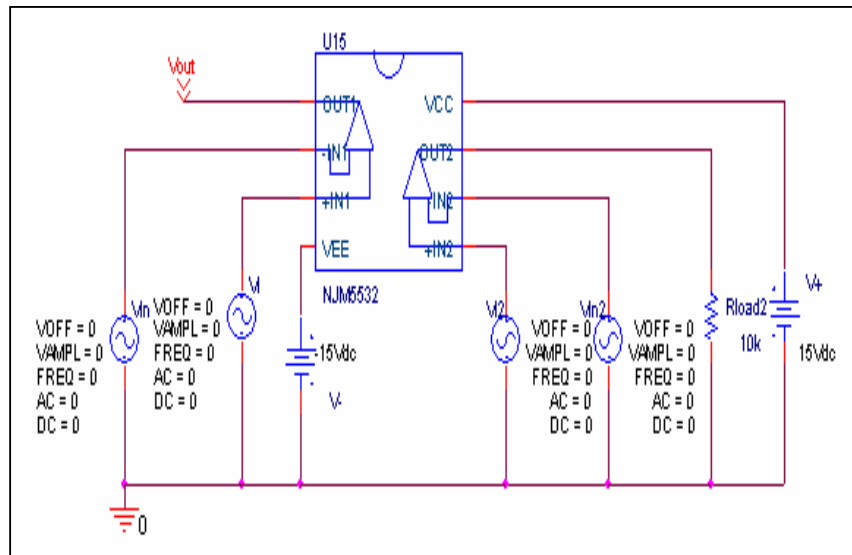 U15
Vout
OUT1
VCC
-IN1
OUT2
+IN1
-IN2
VEE
+IN2
NJM5532
Vin
VOFF = 0
VAMPL = 0
FREQ = 0
AC = 0
DC = 0
Vi
VOFF = 0
VAMPL = 0
FREQ = 0
AC = 0
DC = 0
-15Vdc
V-
Vi2
VOFF = 0
VAMPL = 0
FREQ = 0
AC = 0
DC = 0
Vin2
VOFF = 0
VAMPL = 0
FREQ = 0
AC = 0
DC = 0
Rload2
10k
V+
15Vdc
0